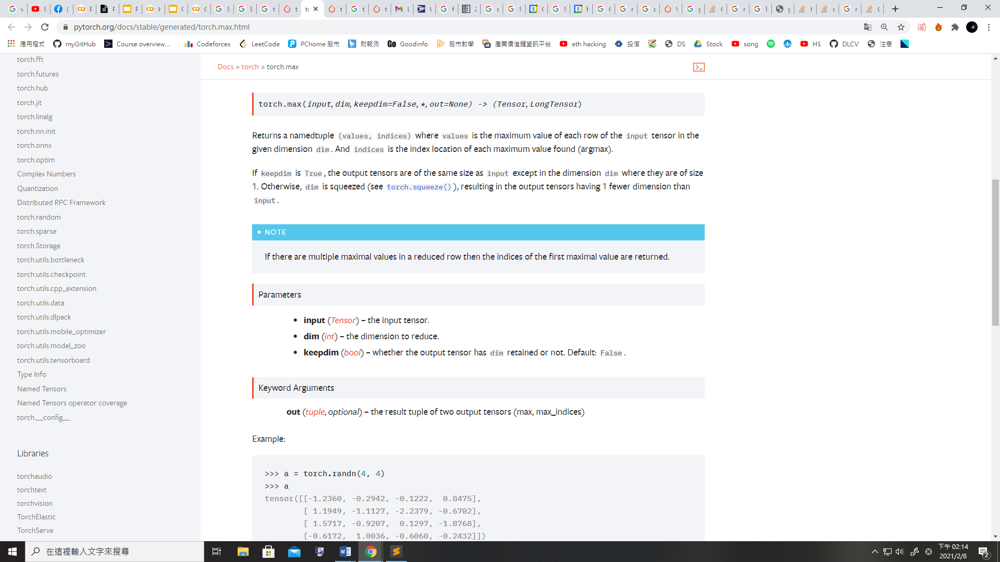 pytorch.org/docs/stable/generated/torch.max.html
應用程式 myGitHub Course overview... Codeforces LeetCode PChome 股市 財報狗 Goodinfo 股市教學 產業價值鏈資訊平台 eth hacking 投信 DS Stock song HS DLCV 注意
torch.fft
torch.futures
torch.hub
torch.jit
torch.linalg
torch.nn.init
torch.onnx
torch.optim
Complex Numbers
Quantization
Distributed RPC Framework
torch.random
torch.sparse
torch.Storage
torch.utils.bottleneck
torch.utils.checkpoint
torch.utils.cpp_extension
torch.utils.data
torch.utils.dlpack
torch.utils.mobile_optimizer
torch.utils.model_zoo
torch.utils.tensorboard
Type Info
Named Tensors
Named Tensors operator coverage
torch.__config__
Libraries
torchaudio
torchtext
torchvision
TorchElastic
TorchServe
Docs > torch > torch.max
torch.max(input, dim, keepdim=False, *, out=None) -> (Tensor, LongTensor)
Returns a namedtuple (values, indices) where values is the maximum value of each row of the input tensor in the
given dimension dim. And indices is the index location of each maximum value found (argmax).
If keepdim is True, the output tensors are of the same size as input except in the dimension dim where they are of size
1. Otherwise, dim is squeezed (see torch.squeeze()), resulting in the output tensors having 1 fewer dimension than
input.
NOTE
If there are multiple maximal values in a reduced row then the indices of the first maximal value are returned.
Parameters
• input (Tensor) – the input tensor.
• dim (int) – the dimension to reduce.
• keepdim (bool) – whether the output tensor has dim retained or not. Default: False.
Keyword Arguments
out (tuple, optional) – the result tuple of two output tensors (max, max_indices)
Example:
>>> a = torch.randn(4, 4)
>>> a
tensor([[-1.2360, -0.2942, -0.1222,  0.8475],
        [ 1.1949, -1.1127, -2.2379, -0.6702],
        [ 1.5717, -0.9207,  0.1297, -1.8768],
        [-0.6172,  1.0036, -0.6060, -0.2432]])
在這裡輸入文字來搜尋
下午 02:14
2021/2/8
2